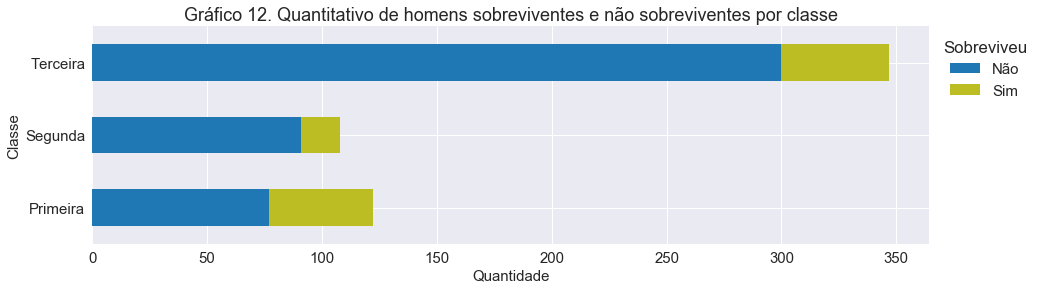 Gráfico 12. Quantitativo de homens sobreviventes e não sobreviventes por classe
Sobreviveu
Não
Sim
Classe
Terceira
Segunda
Primeira
0 50 100 150 200 250 300 350
Quantidade